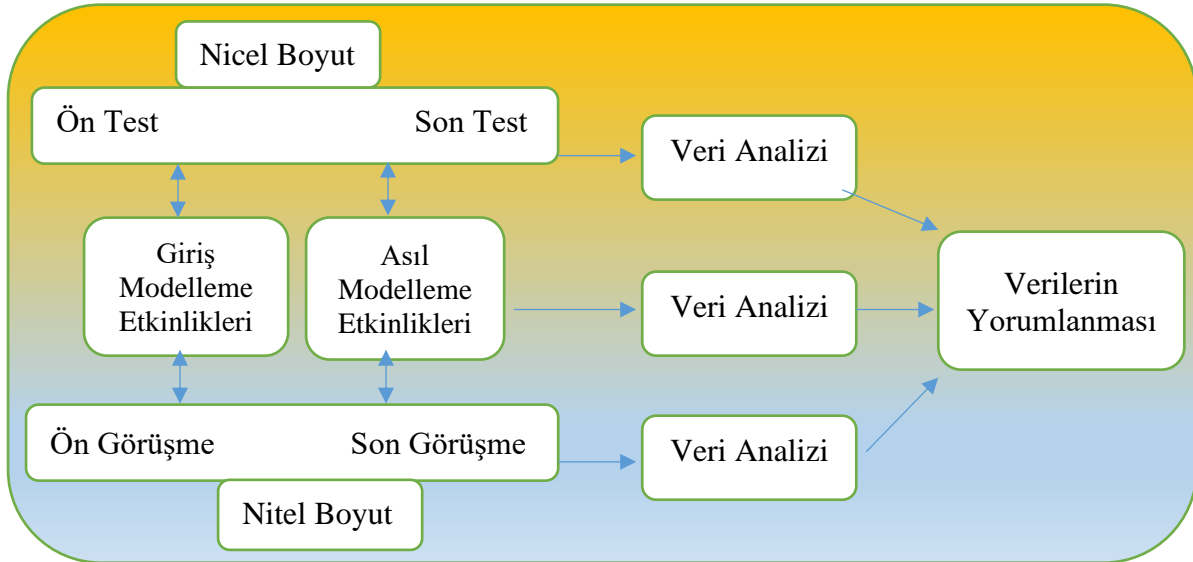 Nicel Boyut
Ön Test Son Test
Veri Analizi
Giriş
Modelleme
Etkinlikleri
Asıl
Modelleme
Etkinlikleri
Veri Analizi
Verilerin
Yorumlanması
Ön Görüşme Son Görüşme
Veri Analizi
Nitel Boyut